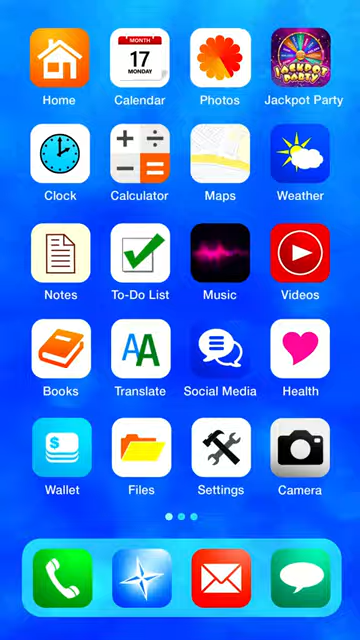 MONTH
17
MONDAY
JACKPOT
PARTY
Home
Calendar
Photos
Jackpot Party
Clock
Calculator
Maps
Weather
Notes
To-Do List
Music
Videos
Books
AA
Translate
Social Media
Health
$
Wallet
Files
Settings
Camera